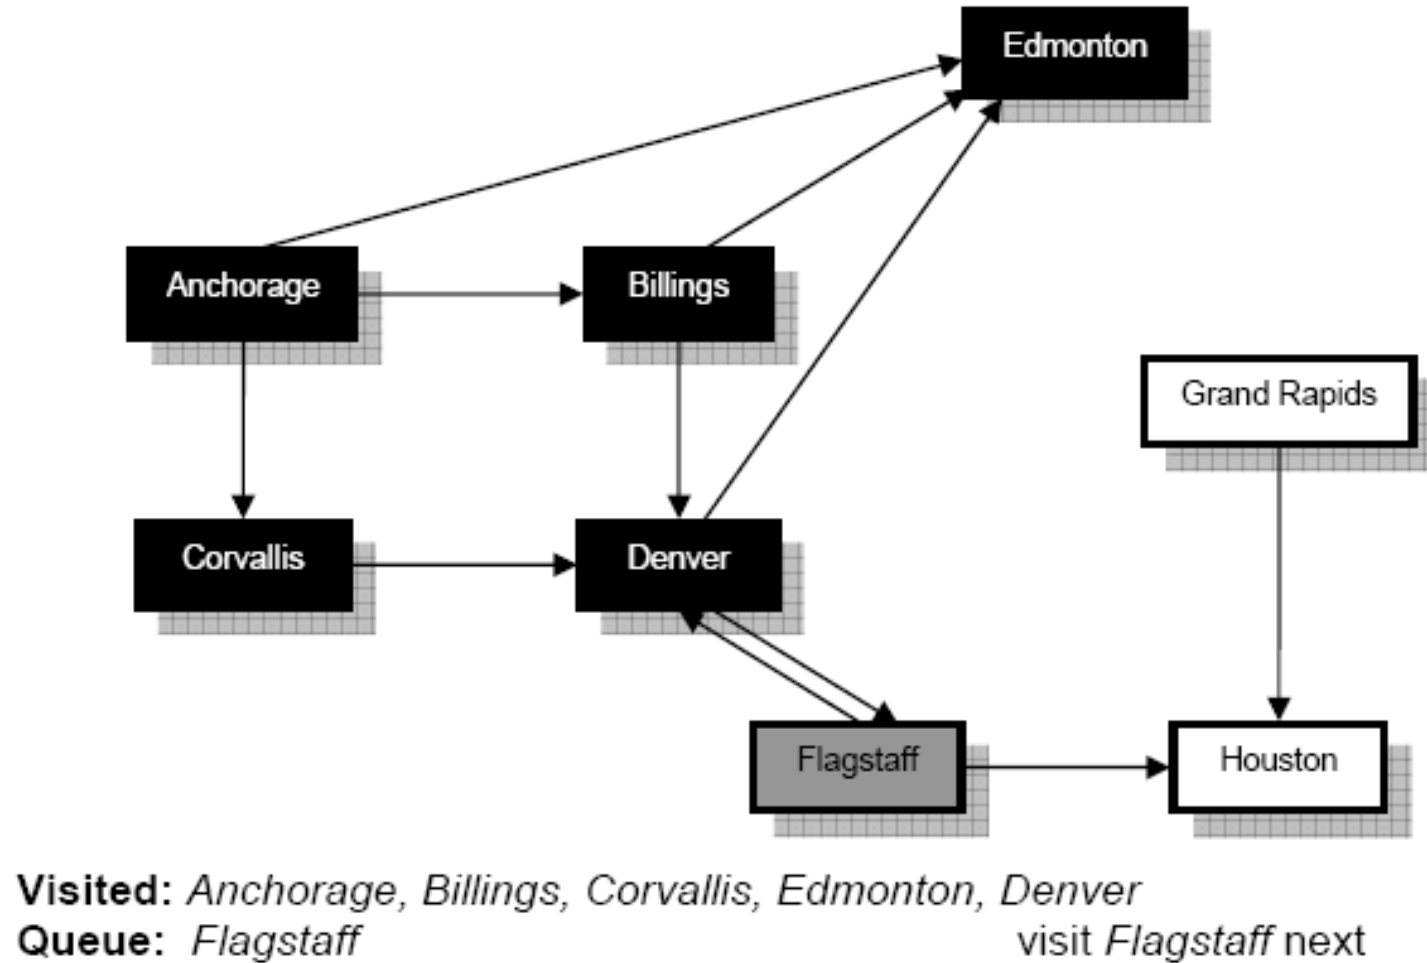 Edmonton
Anchorage
Billings
Grand Rapids
Corvallis
Denver
Flagstaff
Houston
Visited: Anchorage, Billings, Corvallis, Edmonton, Denver
Queue: Flagstaff visit Flagstaff next